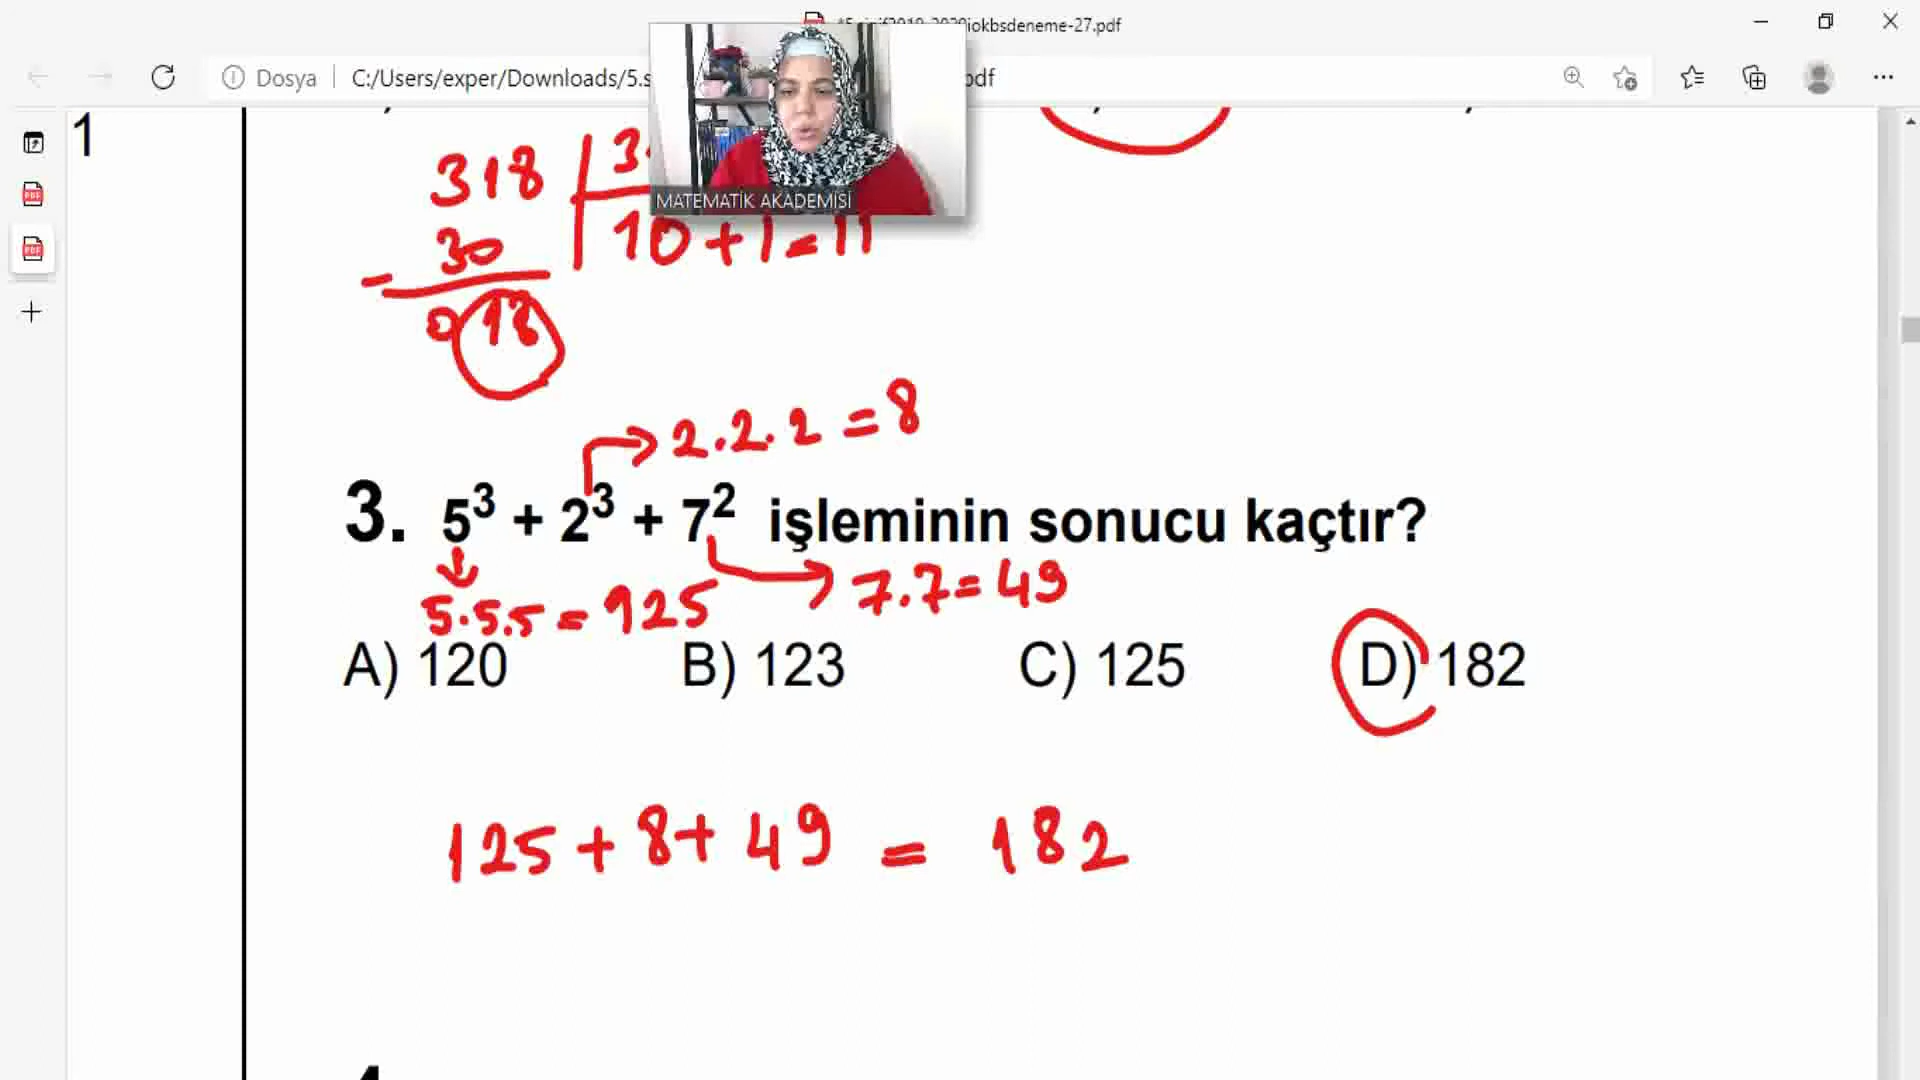 iokbsdeneme-27.pdf
Dosya
C:/Users/exper/Downloads/5.s
pdf
1
318
10+1=11
MATEMATİK AKADEMİSİ
- 30
018
2.2.2=8
3. 5³ + 2³ + 7² işleminin sonucu kaçtır?
7.7=49
5.5.5=125
A) 120 B) 123 C) 125 D) 182
125+8+49 = 182